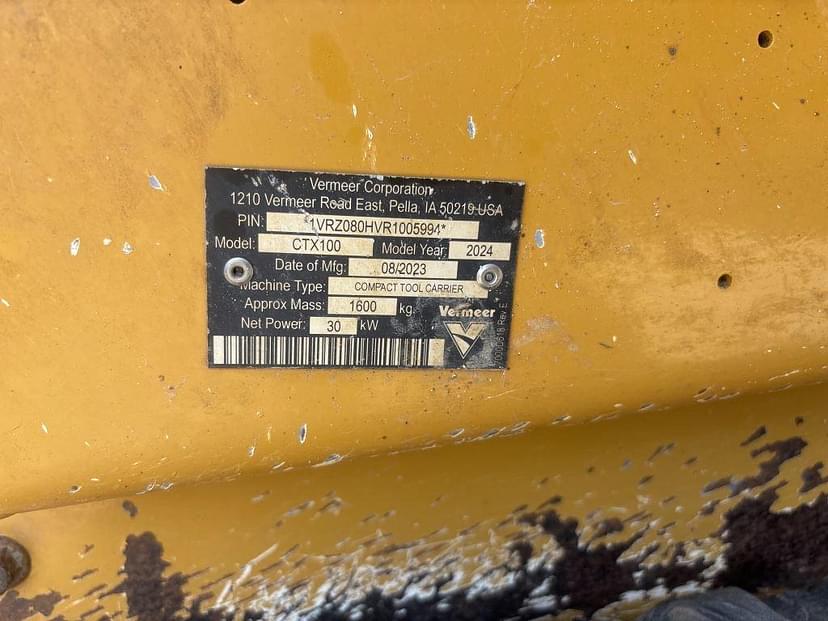 Vermeer Corporation
1210 Vermeer Road East, Pella, IA 50219 USA
PIN: *1VRZ080HVR1005994*
Model: CTX100 Model Year: 2024
Date of Mfg: 08/2023
Machine Type: COMPACT TOOL CARRIER
Approx Mass: 1600 kg
Net Power: 30 kW
Vermeer
Rev E